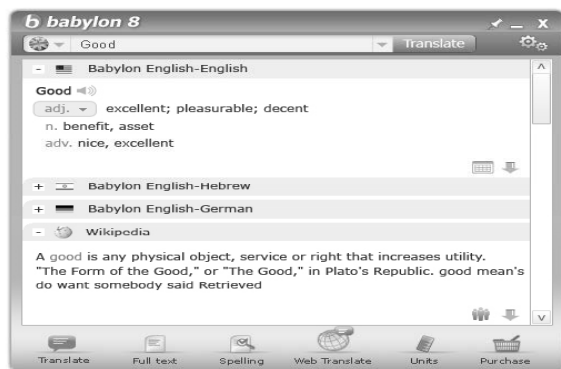 babylon 8
Good
Translate
Babylon English-English
Good
adj. excellent; pleasurable; decent
n. benefit, asset
adv. nice, excellent
Babylon English-Hebrew
Babylon English-German
Wikipedia
A good is any physical object, service or right that increases utility.
"The Form of the Good," or "The Good," in Plato's Republic. good mean's
do want somebody said Retrieved
Translate Full text Spelling Web Translate Units Purchase